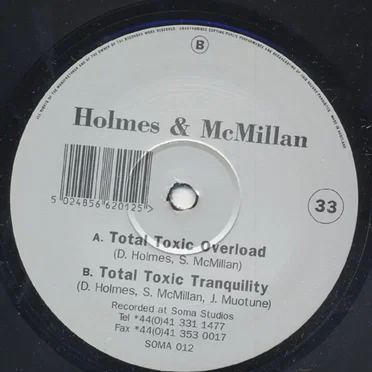 B
Holmes & McMillan
5 024856 620125 >
33
A. Total Toxic Overload
(D. Holmes, S. McMillan)
B. Total Toxic Tranquility
(D. Holmes, S. McMillan, J. Muotune)
Recorded at Soma Studios
Tel *44(0)41 331 1477
Fax *44(0)41 353 0017
SOMA 012